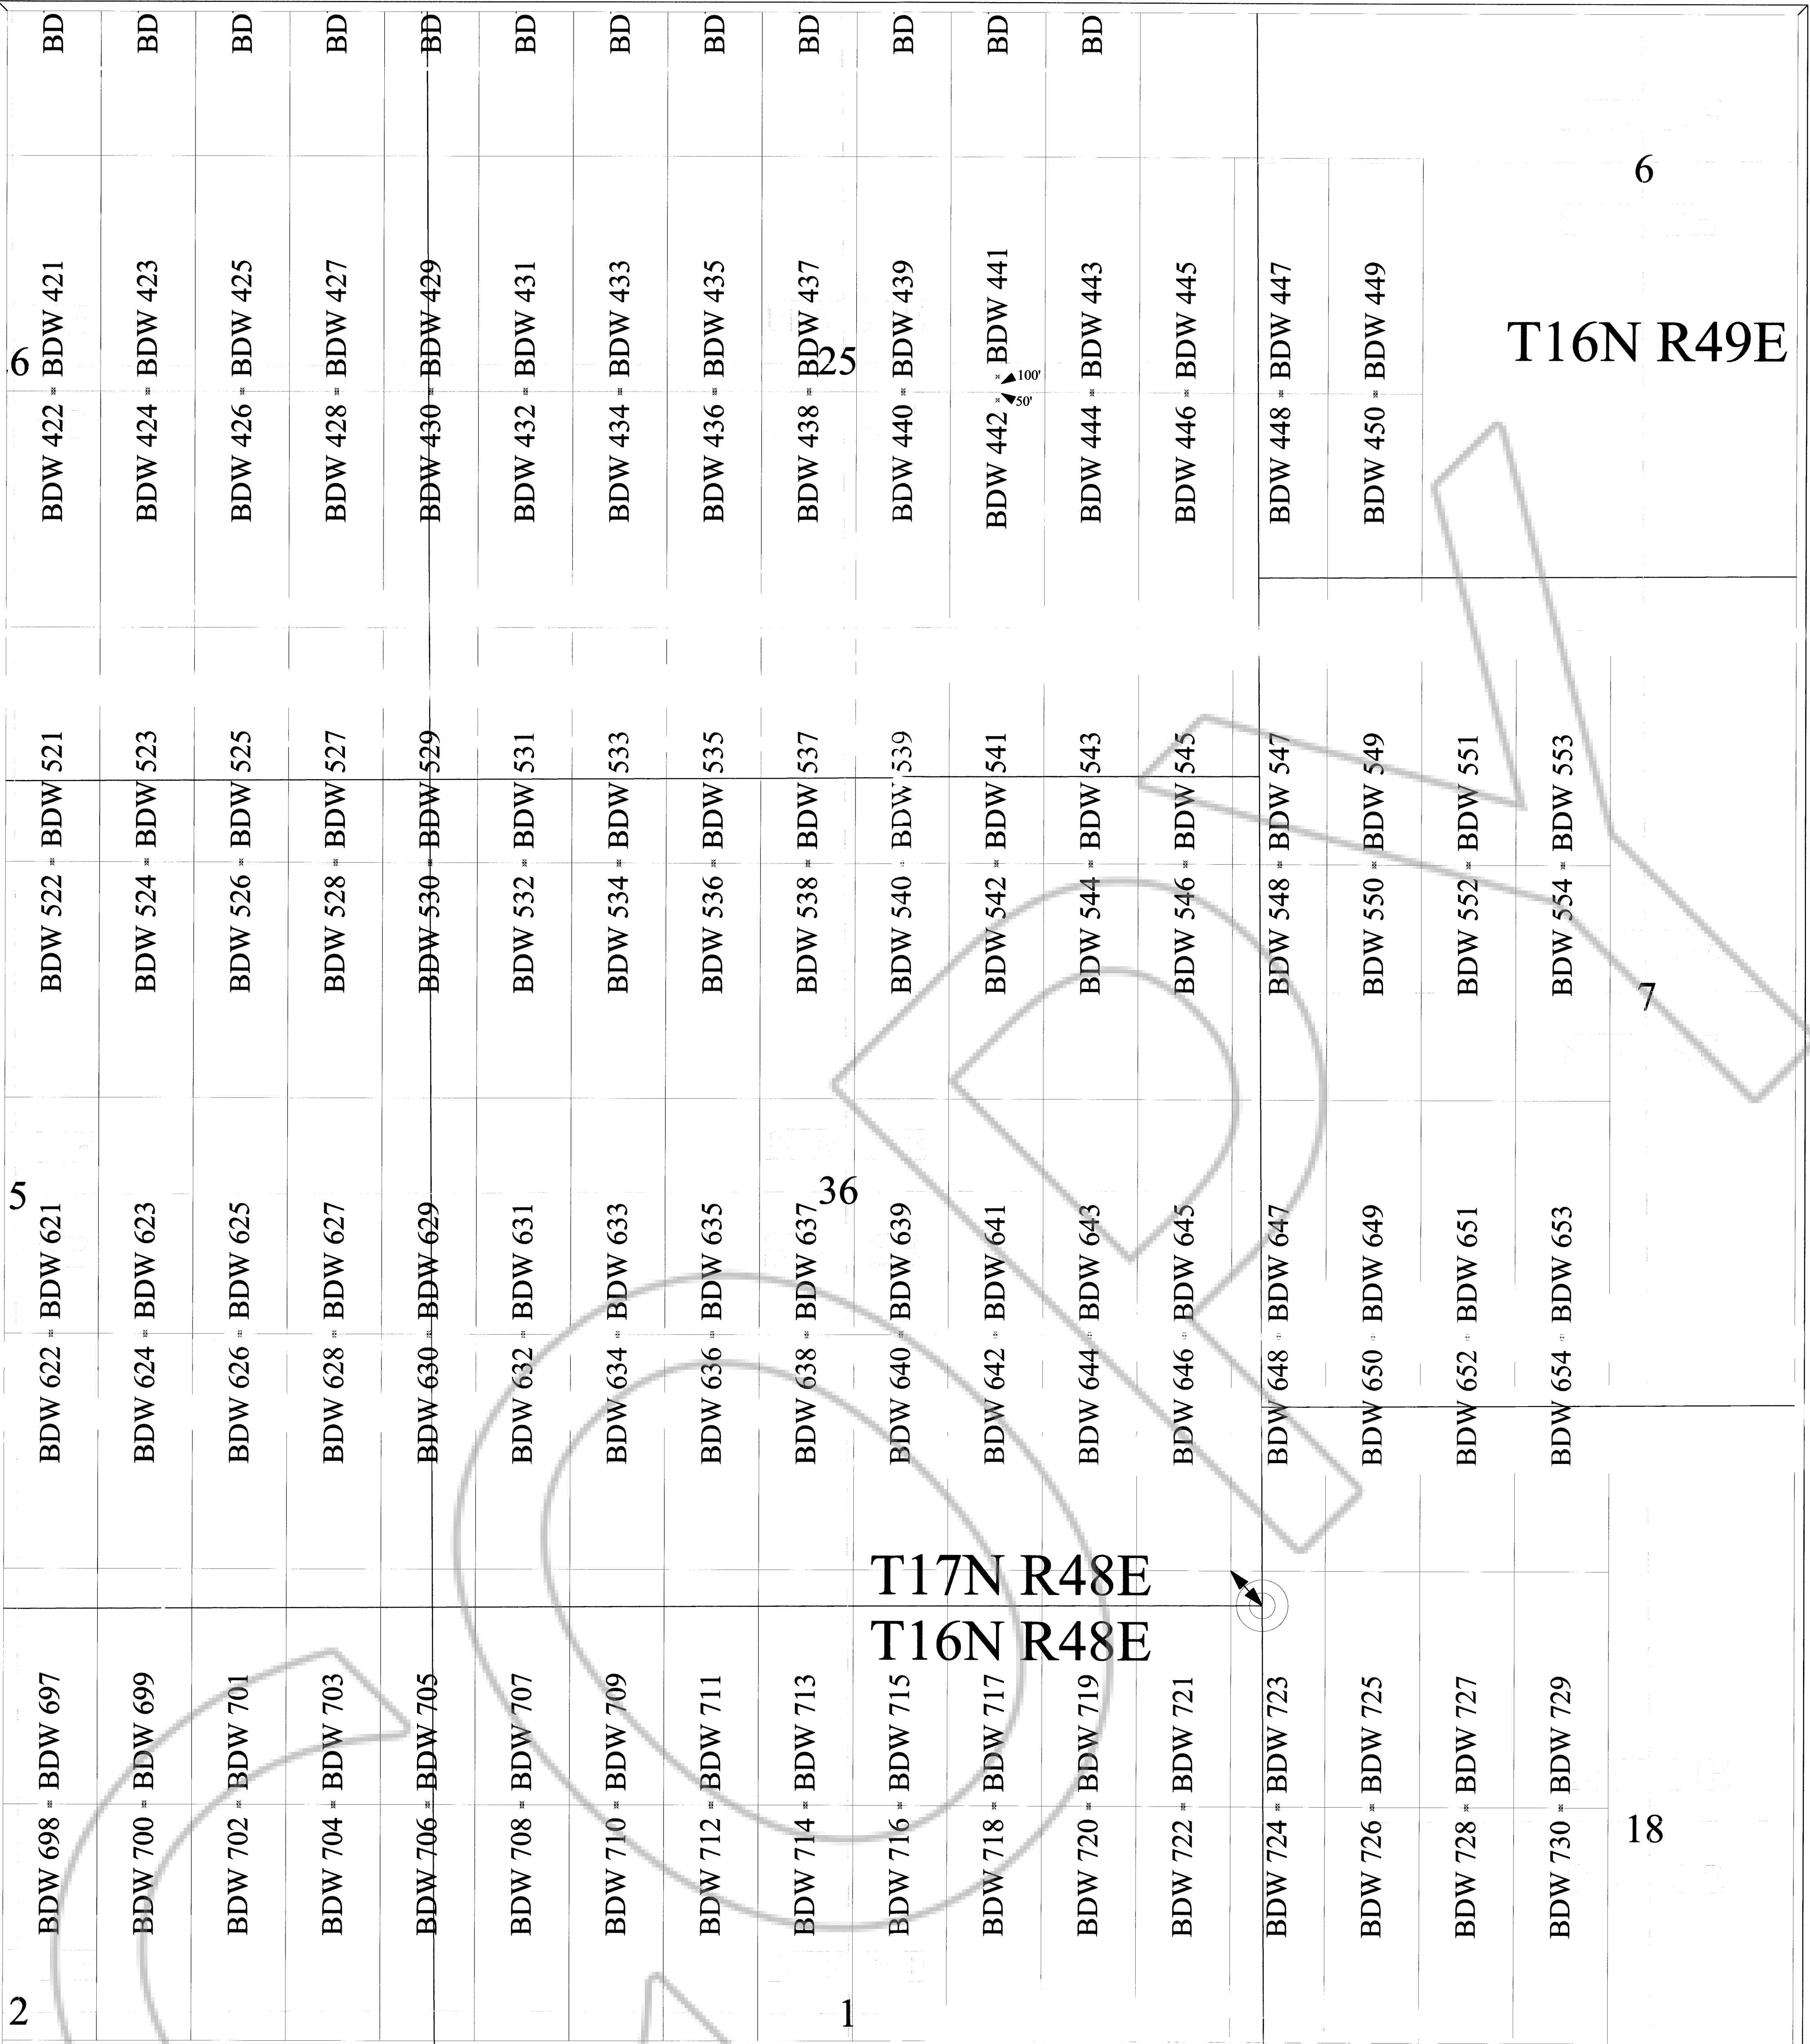 BD BD BD BD BD BD BD BD BD BD BD BD
6
BDW 421 BDW 423 BDW 425 BDW 427 BDW 429 BDW 431 BDW 433 BDW 435 BDW 437 BDW 439 BDW 441 BDW 443 BDW 445 BDW 447 BDW 449
6 25 T16N R49E
100'
50'
BDW 422 BDW 424 BDW 426 BDW 428 BDW 430 BDW 432 BDW 434 BDW 436 BDW 438 BDW 440 BDW 442 BDW 444 BDW 446 BDW 448 BDW 450
BDW 521 BDW 523 BDW 525 BDW 527 BDW 529 BDW 531 BDW 533 BDW 535 BDW 537 BDW 539 BDW 541 BDW 543 BDW 545 BDW 547 BDW 549 BDW 551 BDW 553
BDW 522 BDW 524 BDW 526 BDW 528 BDW 530 BDW 532 BDW 534 BDW 536 BDW 538 BDW 540 BDW 542 BDW 544 BDW 546 BDW 548 BDW 550 BDW 552 BDW 554
7
5 36
BDW 621 BDW 623 BDW 625 BDW 627 BDW 629 BDW 631 BDW 633 BDW 635 BDW 637 BDW 639 BDW 641 BDW 643 BDW 645 BDW 647 BDW 649 BDW 651 BDW 653
BDW 622 BDW 624 BDW 626 BDW 628 BDW 630 BDW 632 BDW 634 BDW 636 BDW 638 BDW 640 BDW 642 BDW 644 BDW 646 BDW 648 BDW 650 BDW 652 BDW 654
T17N R48E
T16N R48E
BDW 697 BDW 699 BDW 701 BDW 703 BDW 705 BDW 707 BDW 709 BDW 711 BDW 713 BDW 715 BDW 717 BDW 719 BDW 721 BDW 723 BDW 725 BDW 727 BDW 729
BDW 698 BDW 700 BDW 702 BDW 704 BDW 706 BDW 708 BDW 710 BDW 712 BDW 714 BDW 716 BDW 718 BDW 720 BDW 722 BDW 724 BDW 726 BDW 728 BDW 730
18
2 1
COPY